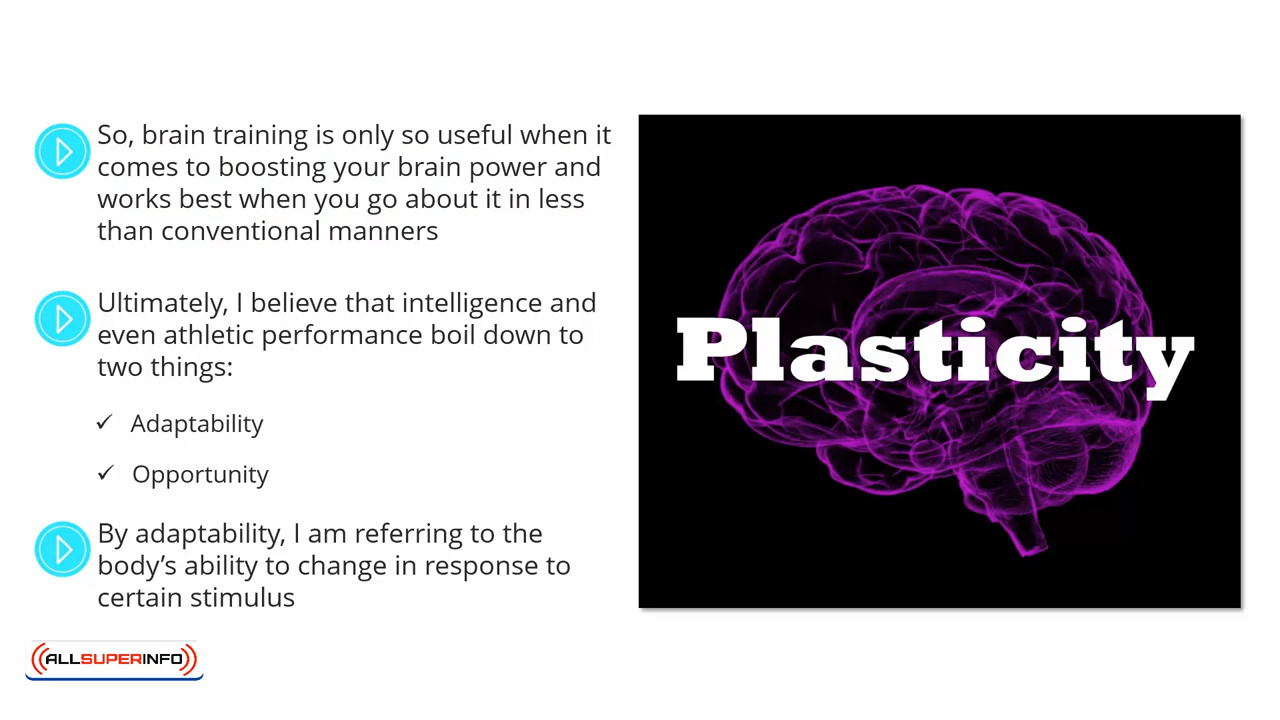 So, brain training is only so useful when it
comes to boosting your brain power and
works best when you go about it in less
than conventional manners
Ultimately, I believe that intelligence and
even athletic performance boil down to
two things:
Adaptability
Opportunity
By adaptability, I am referring to the
body’s ability to change in response to
certain stimulus
Plasticity
ALLSUPERINFO